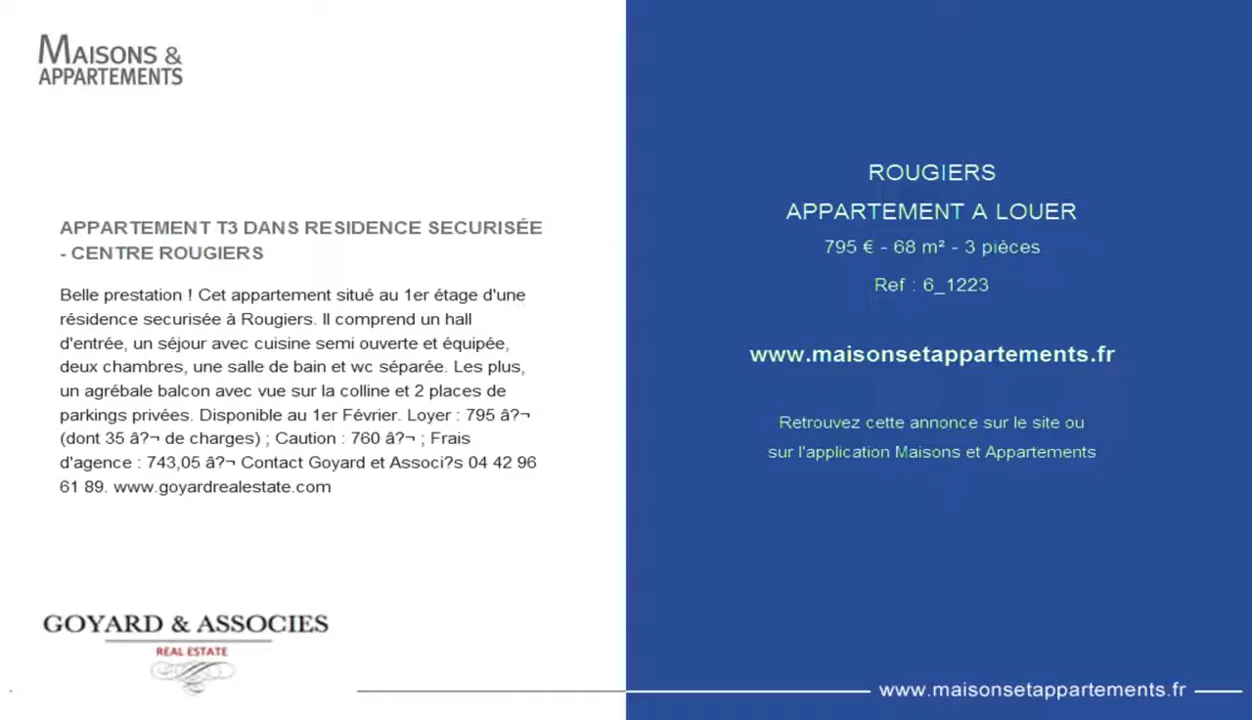 MAISONS &
APPARTEMENTS
APPARTEMENT T3 DANS RESIDENCE SECURISÉE
- CENTRE ROUGIERS
Belle prestation ! Cet appartement situé au 1er étage d'une
résidence securisée à Rougiers. Il comprend un hall
d'entrée, un séjour avec cuisine semi ouverte et équipée,
deux chambres, une salle de bain et wc séparée. Les plus,
un agrébale balcon avec vue sur la colline et 2 places de
parkings privées. Disponible au 1er Février. Loyer : 795 â?¬
(dont 35 â?¬ de charges) ; Caution : 760 â?¬ ; Frais
d'agence : 743,05 â?¬ Contact Goyard et Associ?s 04 42 96
61 89. www.goyardrealestate.com
GOYARD & ASSOCIES
REAL ESTATE
ROUGIERS
APPARTEMENT A LOUER
795 € - 68 m² - 3 pièces
Ref : 6_1223
www.maisonsetappartements.fr
Retrouvez cette annonce sur le site ou
sur l'application Maisons et Appartements
www.maisonsetappartements.fr